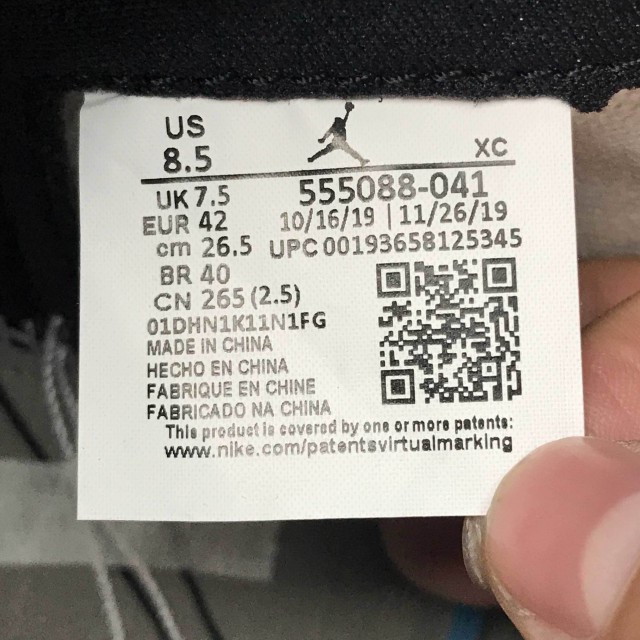 US
8.5
XC
UK 7.5
555088-041
EUR 42
10/16/19 | 11/26/19
cm 26.5
UPC 00193658125345
BR 40
CN 265 (2.5)
01DHN1K11N1FG
MADE IN CHINA
HECHO EN CHINA
FABRIQUE EN CHINE
FABRICADO NA CHINA
This product is covered by one or more patents:
www.nike.com/patentsvirtualmarking